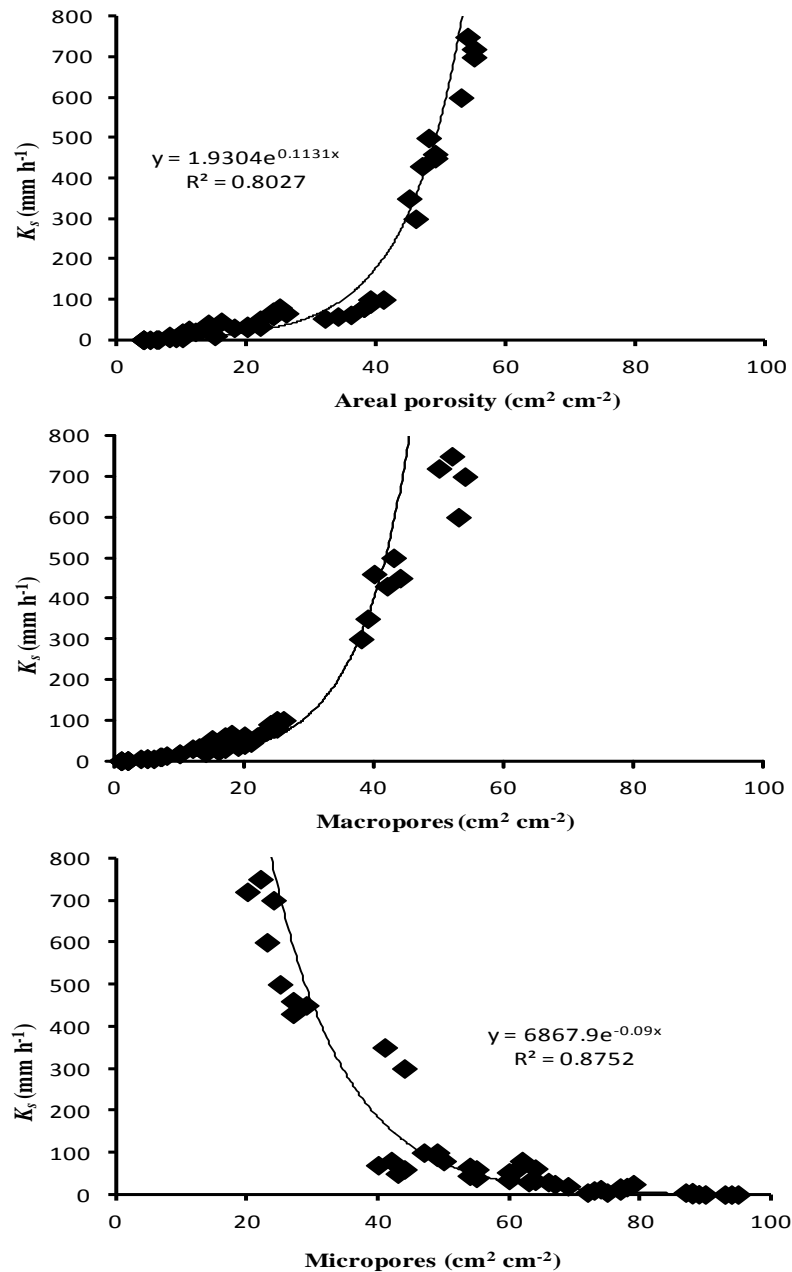 800
700
600
500
400
300
200
100
0
K_s (mm h⁻¹)
y = 1.9304e^0.1131x
R² = 0.8027
0 20 40 60 80 100
Areal porosity (cm² cm⁻²)
800
700
600
500
400
300
200
100
0
K_s (mm h⁻¹)
0 20 40 60 80 100
Macropores (cm² cm⁻²)
800
700
600
500
400
300
200
100
0
K_s (mm h⁻¹)
y = 6867.9e^-0.09x
R² = 0.8752
0 20 40 60 80 100
Micropores (cm² cm⁻²)